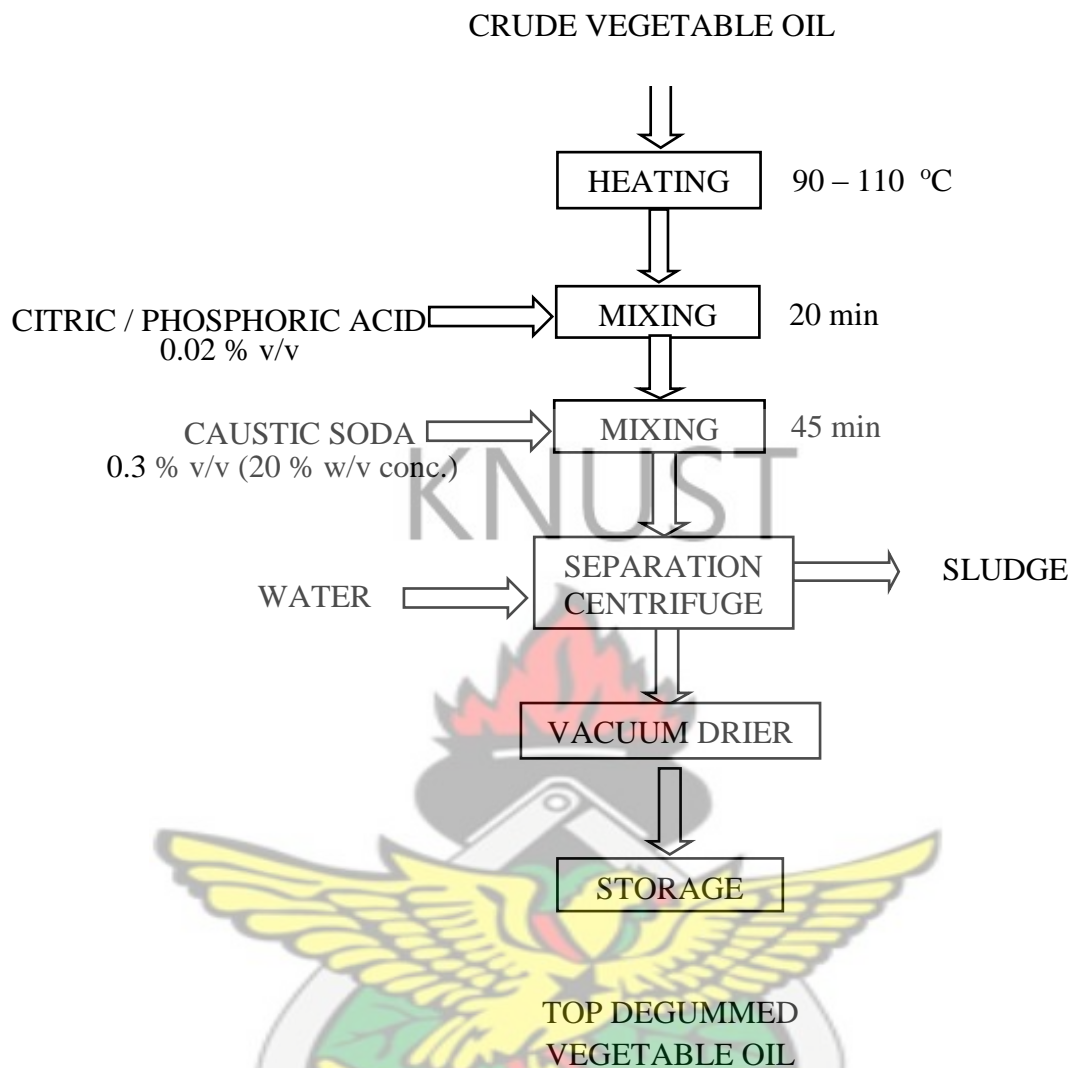 CRUDE VEGETABLE OIL
HEATING
90 – 110 °C
CITRIC / PHOSPHORIC ACID
0.02 % v/v
MIXING
20 min
CAUSTIC SODA
0.3 % v/v (20 % w/v conc.)
MIXING
45 min
KNUST
WATER
SEPARATION
CENTRIFUGE
SLUDGE
VACUUM DRIER
STORAGE
TOP DEGUMMED
VEGETABLE OIL